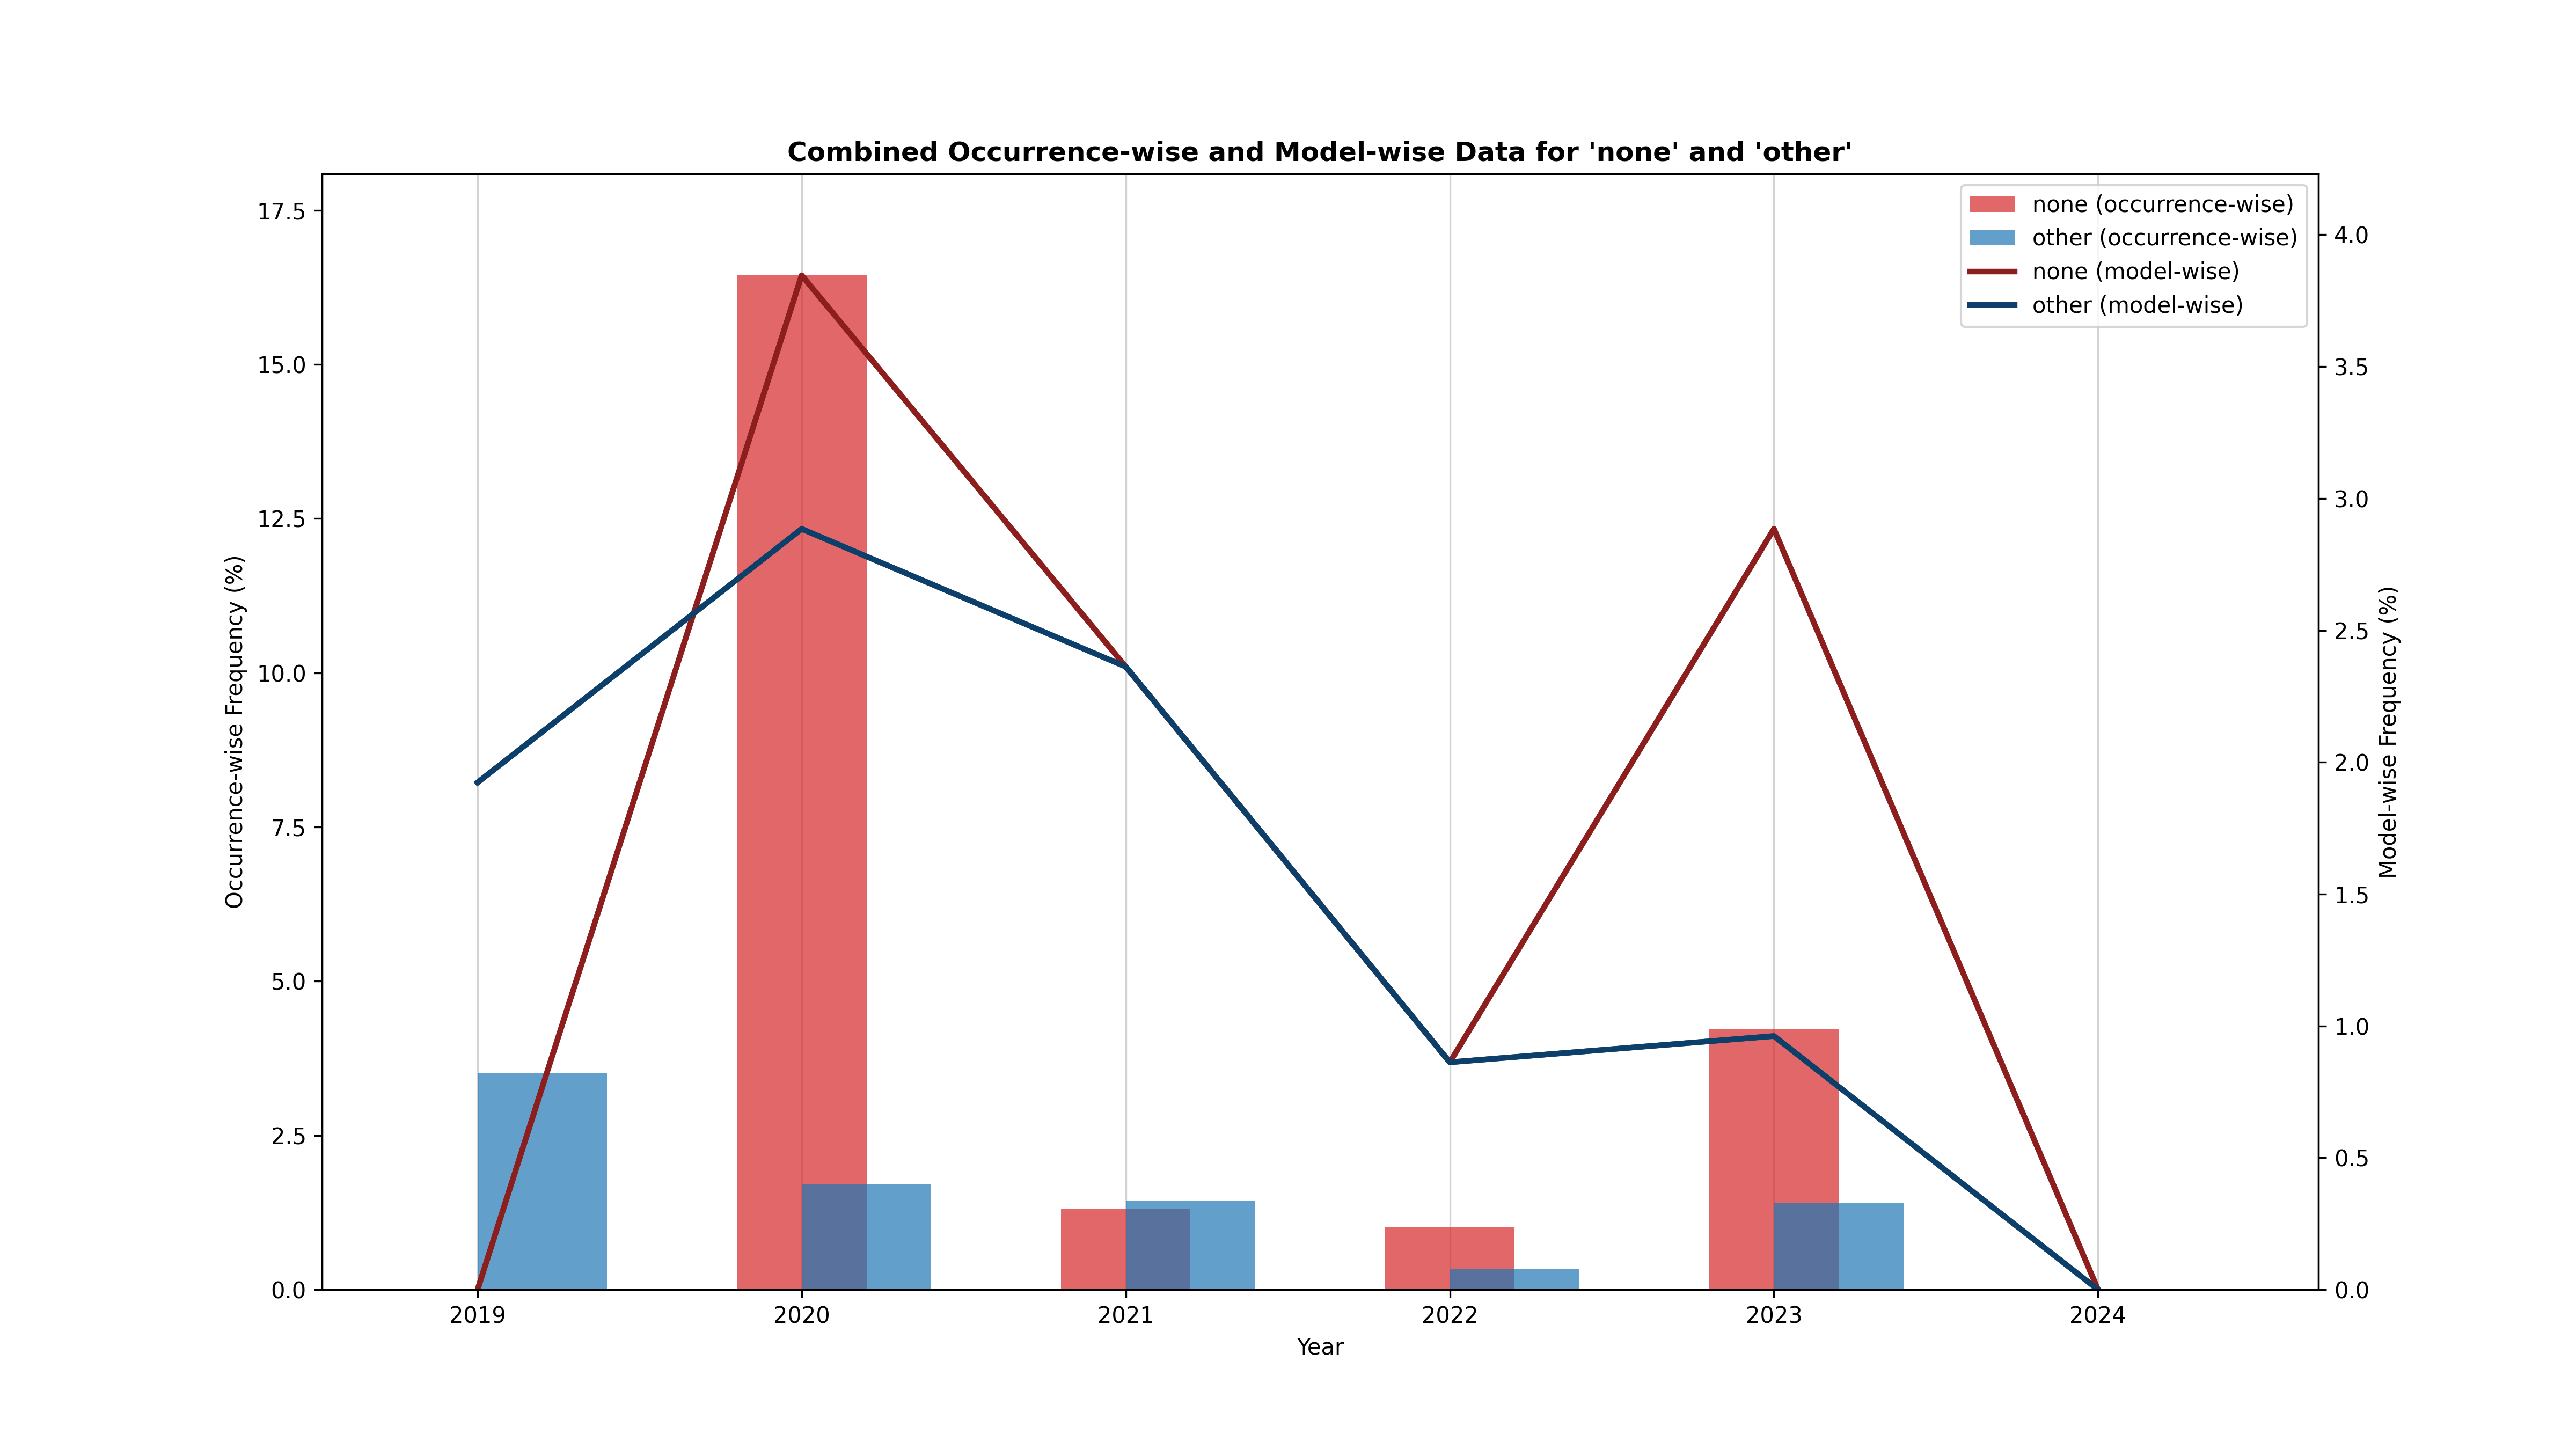 Combined Occurrence-wise and Model-wise Data for 'none' and 'other'
none (occurrence-wise)
other (occurrence-wise)
none (model-wise)
other (model-wise)
Occurrence-wise Frequency (%)
17.5
15.0
12.5
10.0
7.5
5.0
2.5
0.0
4.0
3.5
3.0
2.5
2.0
1.5
1.0
0.5
0.0
Model-wise Frequency (%)
2019 2020 2021 2022 2023 2024
Year